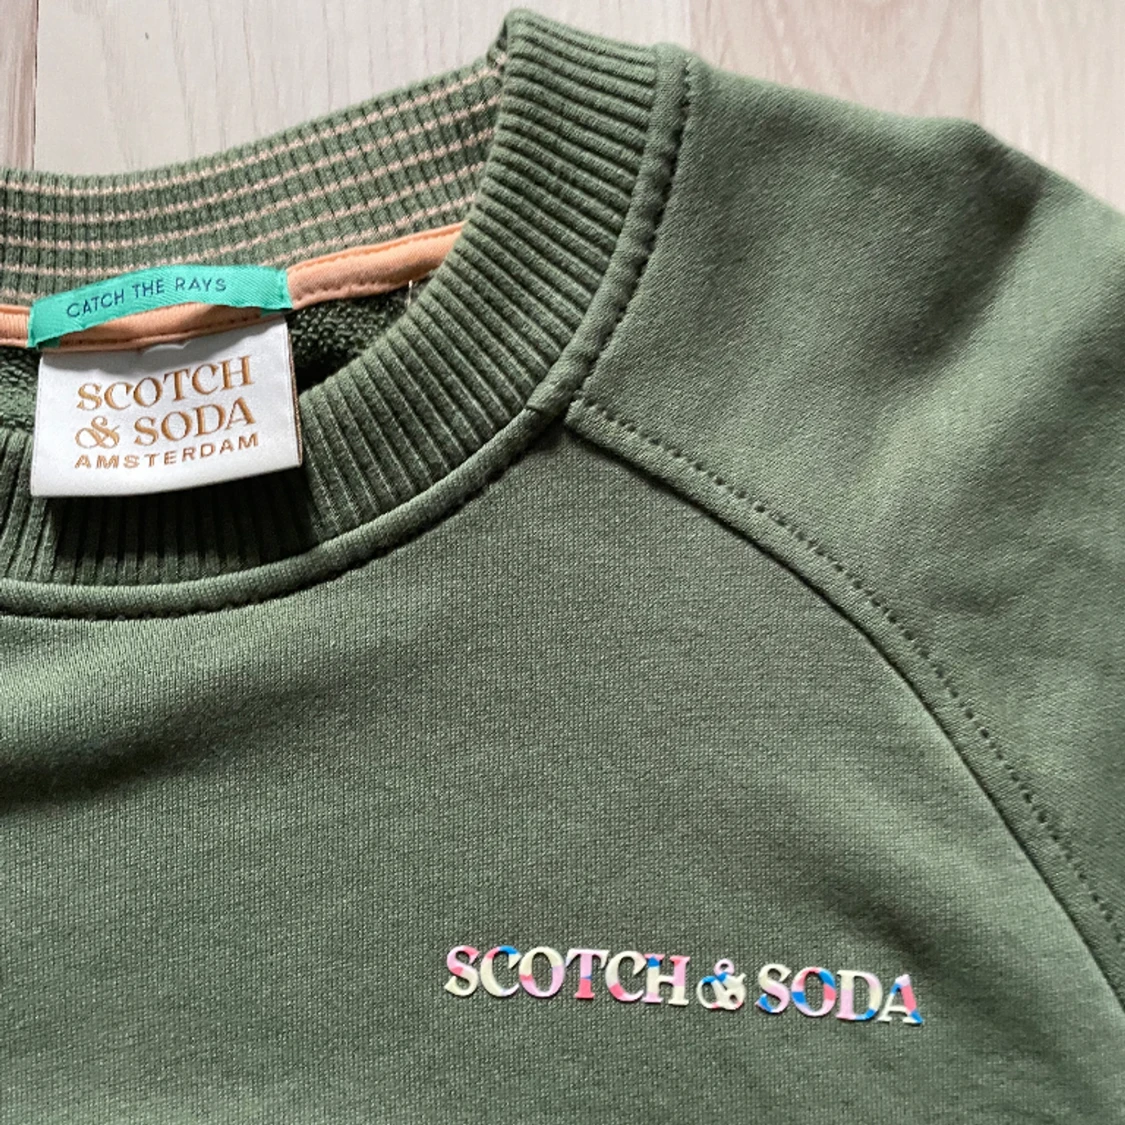 CATCH THE RAYS
SCOTCH
& SODA
AMSTERDAM
SCOTCH & SODA